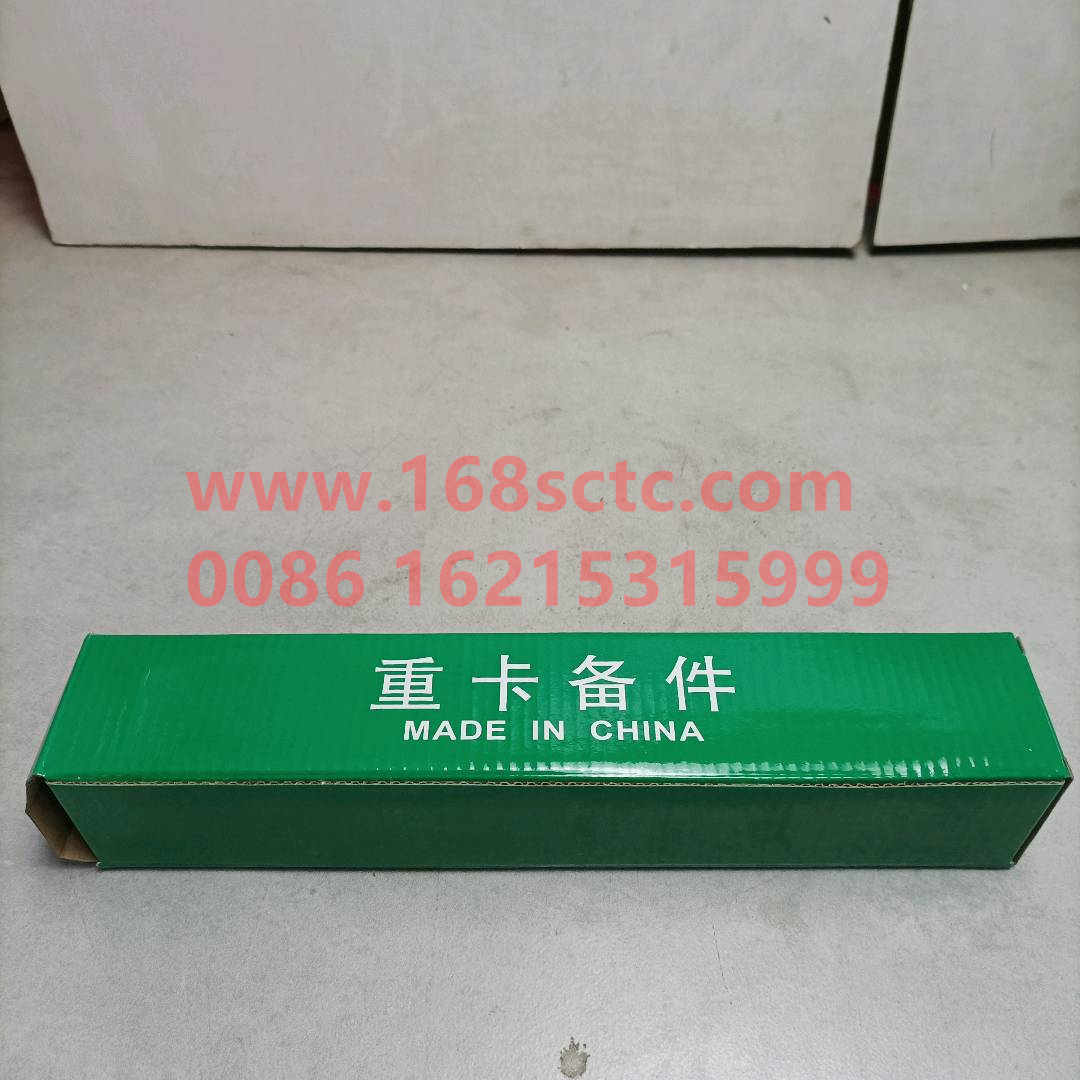 www.168sctc.com
0086 16215315999
重卡备件
MADE IN CHINA